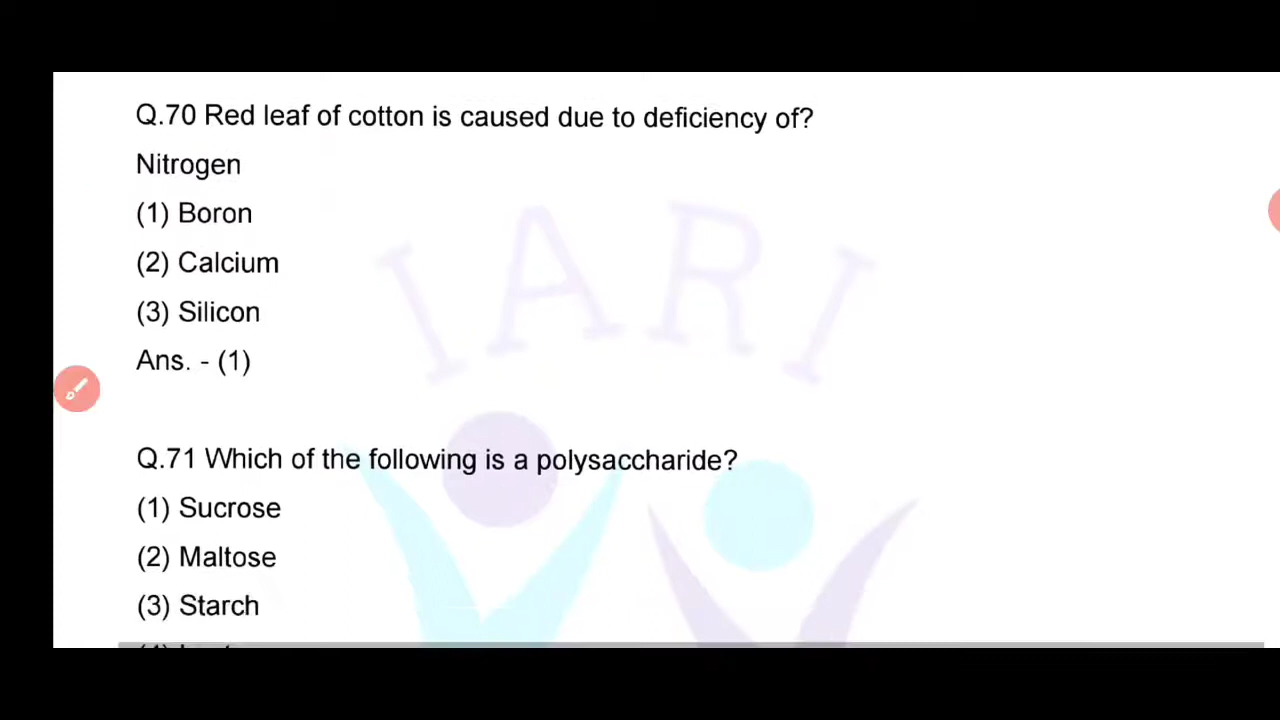 Q.70 Red leaf of cotton is caused due to deficiency of?
Nitrogen
(1) Boron
(2) Calcium
(3) Silicon
Ans. - (1)
IARI
Q.71 Which of the following is a polysaccharide?
(1) Sucrose
(2) Maltose
(3) Starch